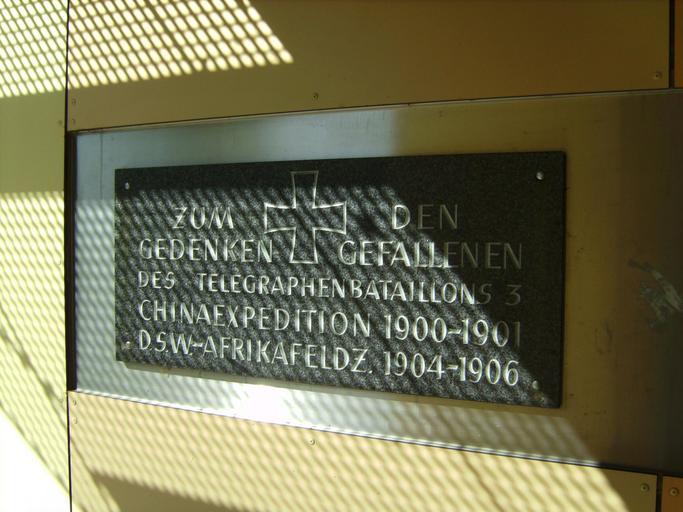 ZUM DEN
GEDENKEN GEFALLENEN
DES TELEGRAPHENBATAILLONS 3
CHINAEXPEDITION 1900-1901
D.S.W.-AFRIKAFELDZ. 1904-1906